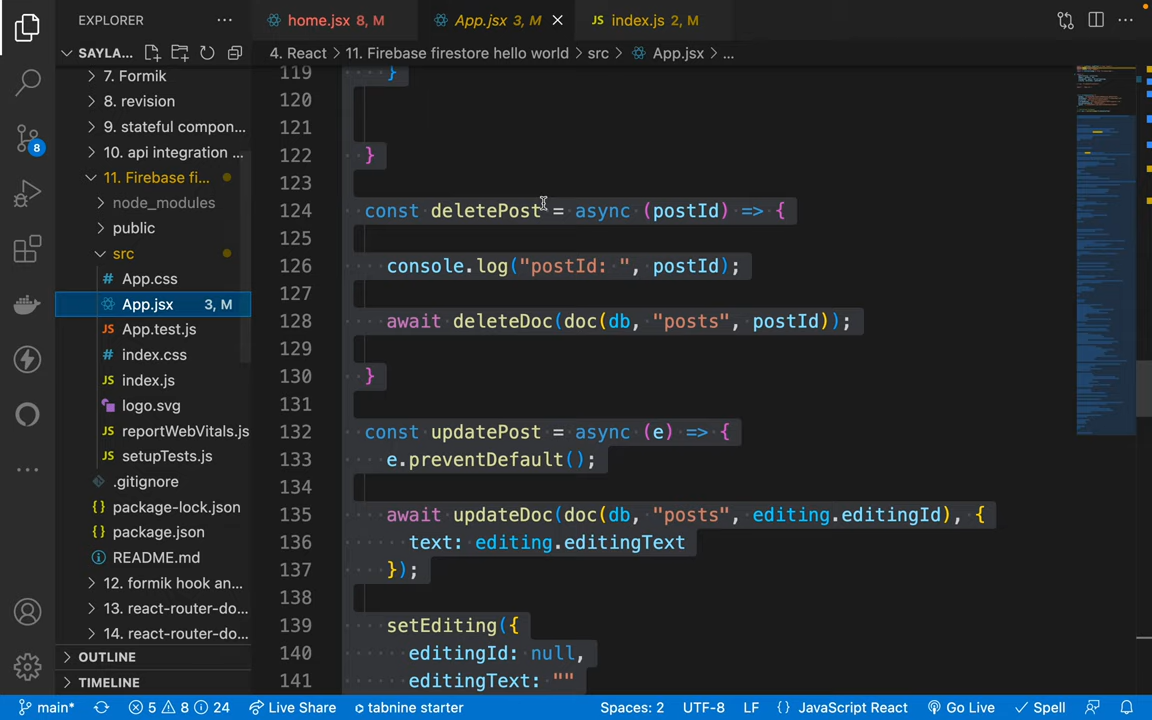 EXPLORER
home.jsx 8, M
App.jsx 3, M
index.js 2, M
SAYLA...
4. React > 11. Firebase firestore hello world > src > App.jsx > ...
7. Formik
8. revision
9. stateful compon...
10. api integration ...
11. Firebase fi...
node_modules
public
src
App.css
App.jsx 3, M
App.test.js
index.css
index.js
logo.svg
reportWebVitals.js
setupTests.js
.gitignore
package-lock.json
package.json
README.md
12. formik hook an...
13. react-router-do...
14. react-router-do...
OUTLINE
TIMELINE
8
119 }
120
121
122 }
123
124 const deletePost = async (postId) => {
125
126 console.log("postId: ", postId);
127
128 await deleteDoc(doc(db, "posts", postId));
129
130 }
131
132 const updatePost = async (e) => {
133 e.preventDefault();
134
135 await updateDoc(doc(db, "posts", editing.editingId), {
136 text: editing.editingText
137 });
138
139 setEditing({
140 editingId: null,
141 editingText: ""
main* 5 8 24 Live Share tabnine starter Spaces: 2 UTF-8 LF {} JavaScript React Go Live Spell